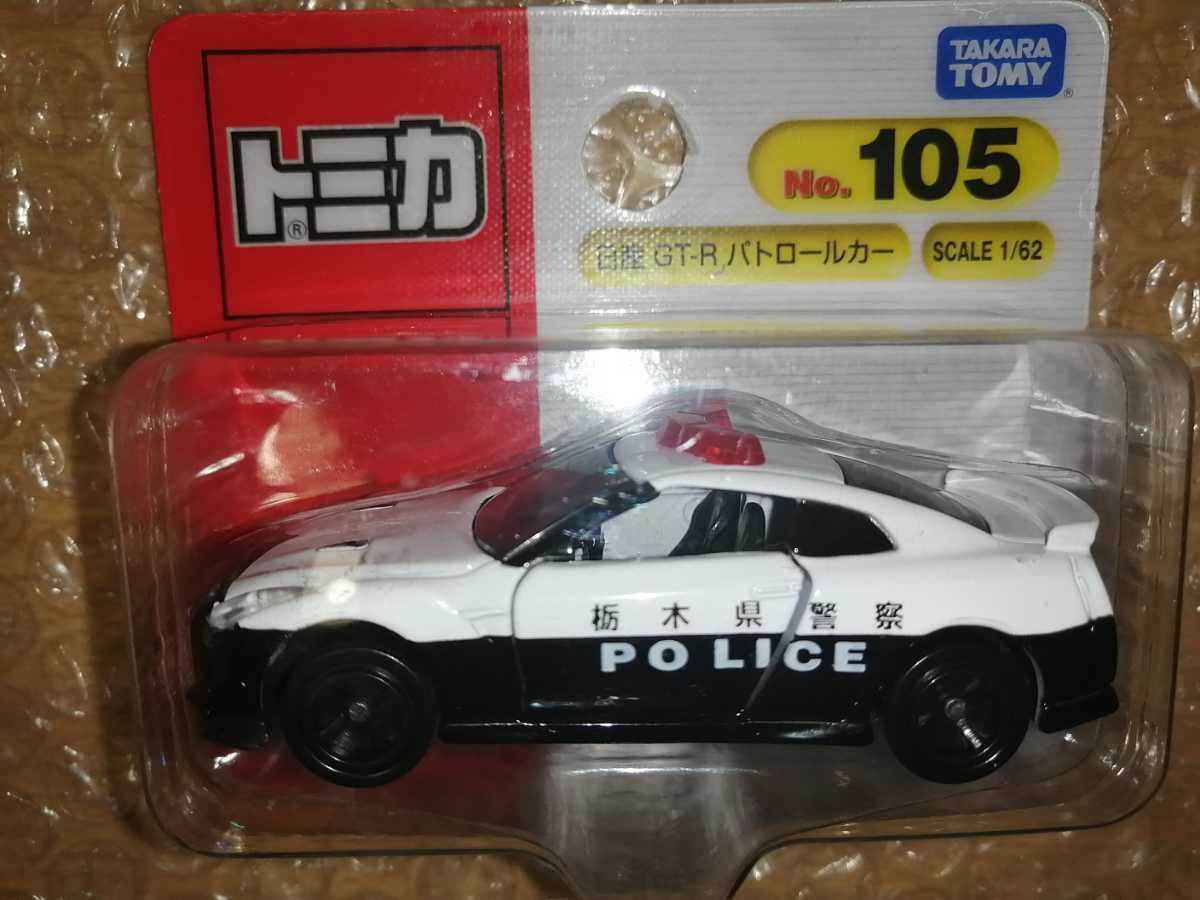 トミカ®
TAKARA
TOMY®
No. 105
日産 GT-R パトロールカー
SCALE 1/62
栃木県警察
POLICE